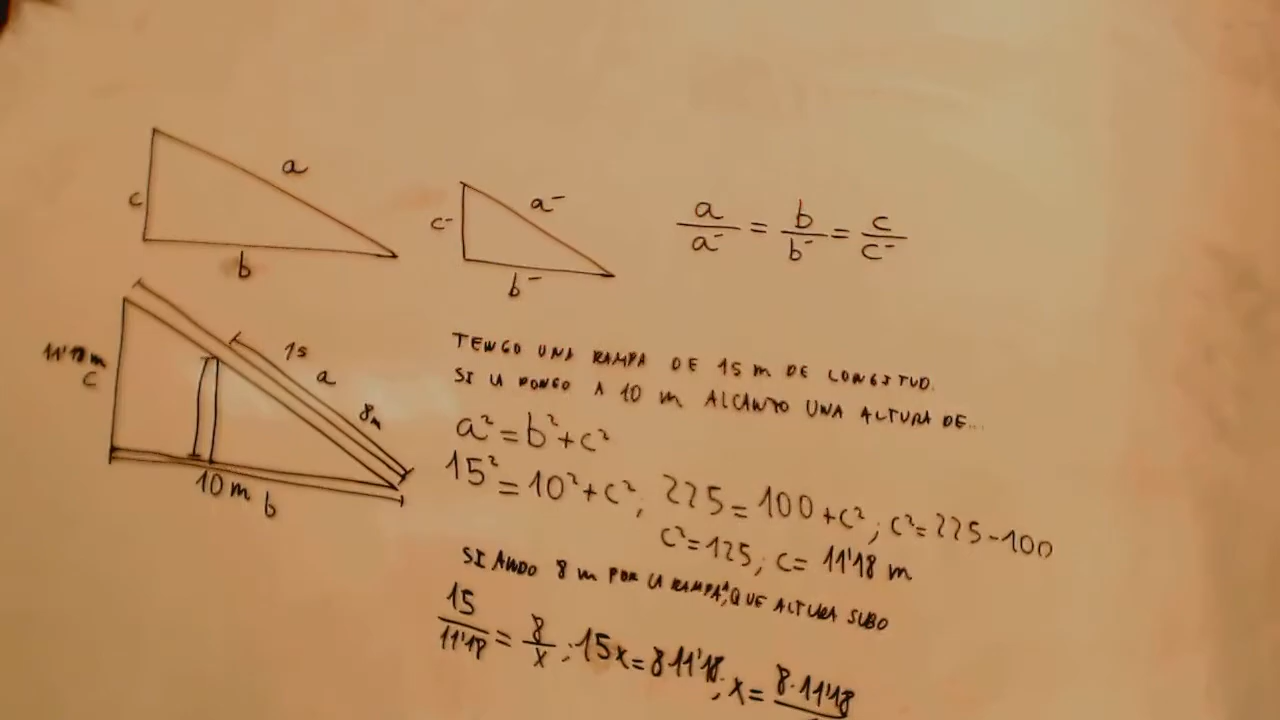 a
c
b
a-
c-
b-
a/a- = b/b- = c/c-
11'18 m
c
15
a
8m
10 m b
TENGO UNA RAMPA DE 15 m DE LONGITUD.
SI LA PONGO A 10 m ALCANZO UNA ALTURA DE...
a²=b²+c²
15²=10²+c²; 225=100+c²; c²=225-100
c²=125; c= 11'18 m
SI ANDO 8 m POR LA RAMPA, A QUE ALTURA SUBO
15/11'18 = 8/x ; 15x=8·11'18; x= 8·11'18